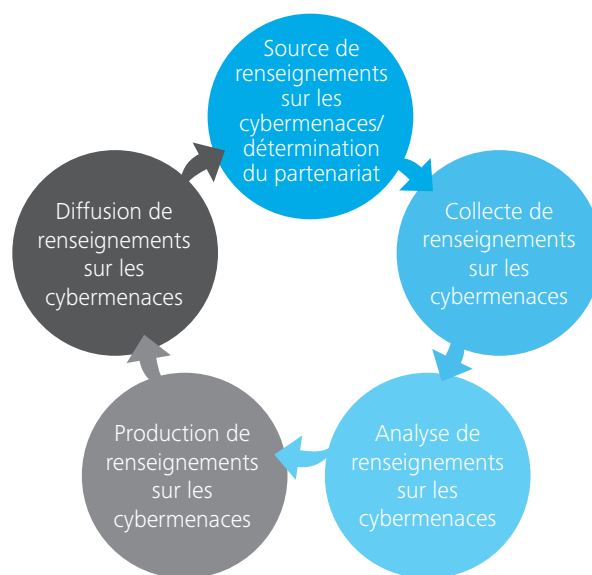 Source de
renseignements
sur les
cybermenaces/
détermination
du partenariat
Collecte de
renseignements
sur les
cybermenaces
Analyse de
renseignements
sur les
cybermenaces
Production de
renseignements
sur les
cybermenaces
Diffusion de
renseignements
sur les
cybermenaces